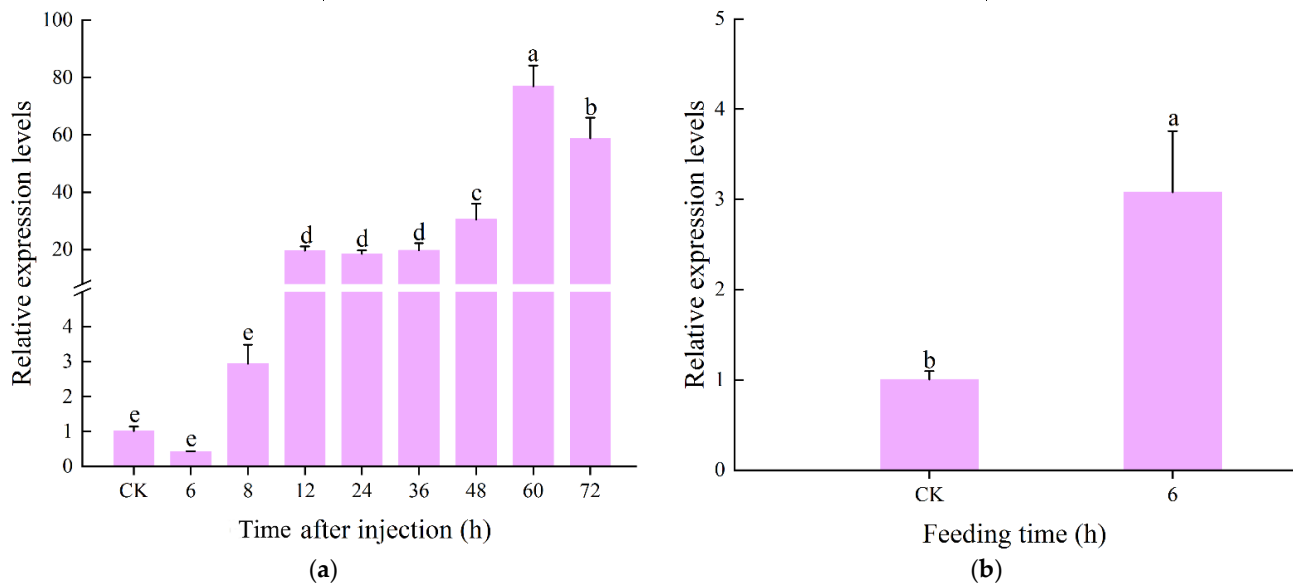 Relative expression levels
100
80
60
40
20
4
3
2
1
0
e
e
e
d
d
d
c
a
b
CK 6 8 12 24 36 48 60 72
Time after injection (h)
(a)
Relative expression levels
5
4
3
2
1
0
b
a
CK 6
Feeding time (h)
(b)